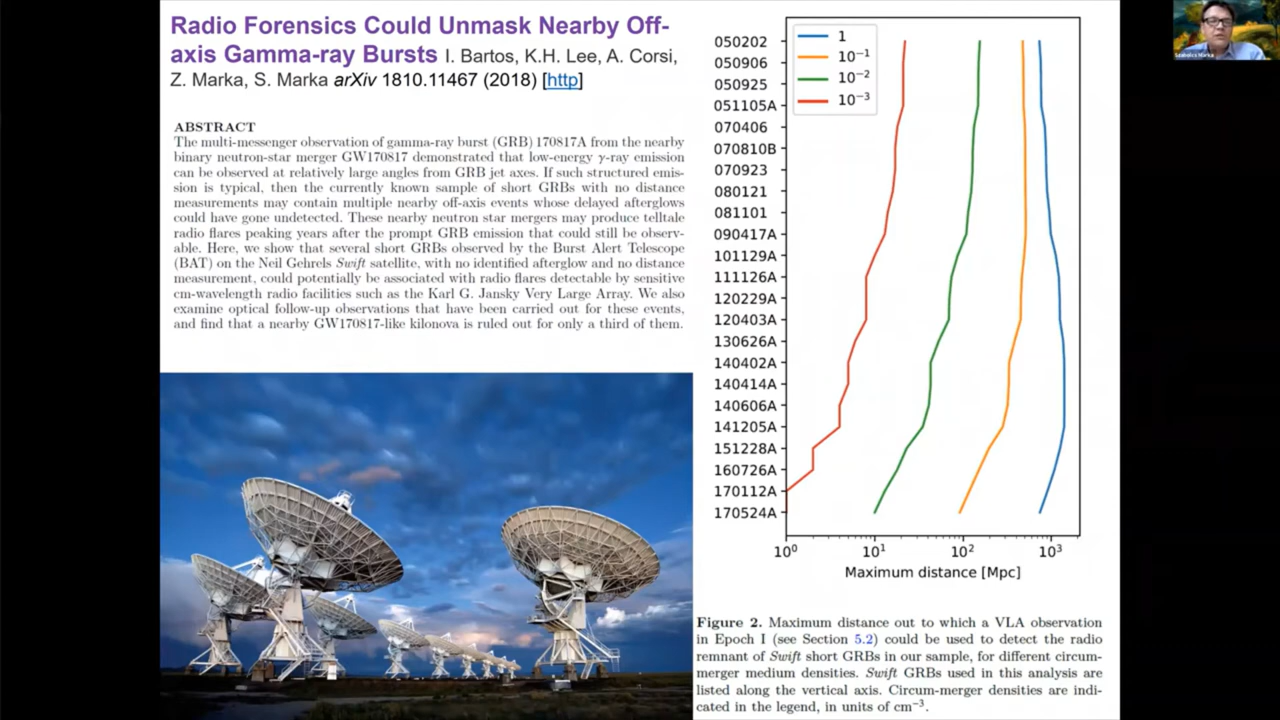 Radio Forensics Could Unmask Nearby Off-
axis Gamma-ray Bursts I. Bartos, K.H. Lee, A. Corsi,
Z. Marka, S. Marka arXiv 1810.11467 (2018) [http]
ABSTRACT
The multi-messenger observation of gamma-ray burst (GRB) 170817A from the nearby
binary neutron-star merger GW170817 demonstrated that low-energy γ-ray emission
can be observed at relatively large angles from GRB jet axes. If such structured emis-
sion is typical, then the currently known sample of short GRBs with no distance
measurements may contain multiple nearby off-axis events whose delayed afterglows
could have gone undetected. These nearby neutron star mergers may produce telltale
radio flares peaking years after the prompt GRB emission that could still be observ-
able. Here, we show that several short GRBs observed by the Burst Alert Telescope
(BAT) on the Neil Gehrels Swift satellite, with no identified afterglow and no distance
measurement, could potentially be associated with radio flares detectable by sensitive
cm-wavelength radio facilities such as the Karl G. Jansky Very Large Array. We also
examine optical follow-up observations that have been carried out for these events,
and find that a nearby GW170817-like kilonova is ruled out for only a third of them.
1
10⁻¹
10⁻²
10⁻³
050202
050906
050925
051105A
070406
070810B
070923
080121
081101
090417A
101129A
111126A
120229A
120403A
130626A
140402A
140414A
140606A
141205A
151228A
160726A
170112A
170524A
10⁰ 10¹ 10² 10³
Maximum distance [Mpc]
Figure 2. Maximum distance out to which a VLA observation
in Epoch I (see Section 5.2) could be used to detect the radio
remnant of Swift short GRBs in our sample, for different circum-
merger medium densities. Swift GRBs used in this analysis are
listed along the vertical axis. Circum-merger densities are indi-
cated in the legend, in units of cm⁻³.
Szabolcs Marka